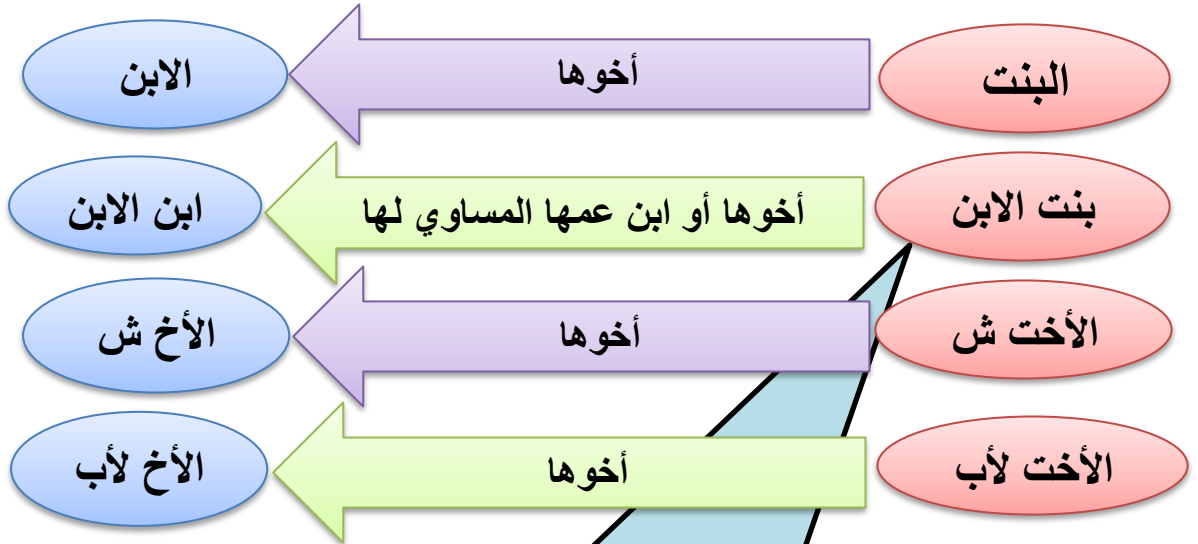 البنت
أخوها
الابن
بنت الابن
أخوها أو ابن عمها المساوي لها
ابن الابن
الأخت ش
أخوها
الأخ ش
الأخت لأب
أخوها
الأخ لأب